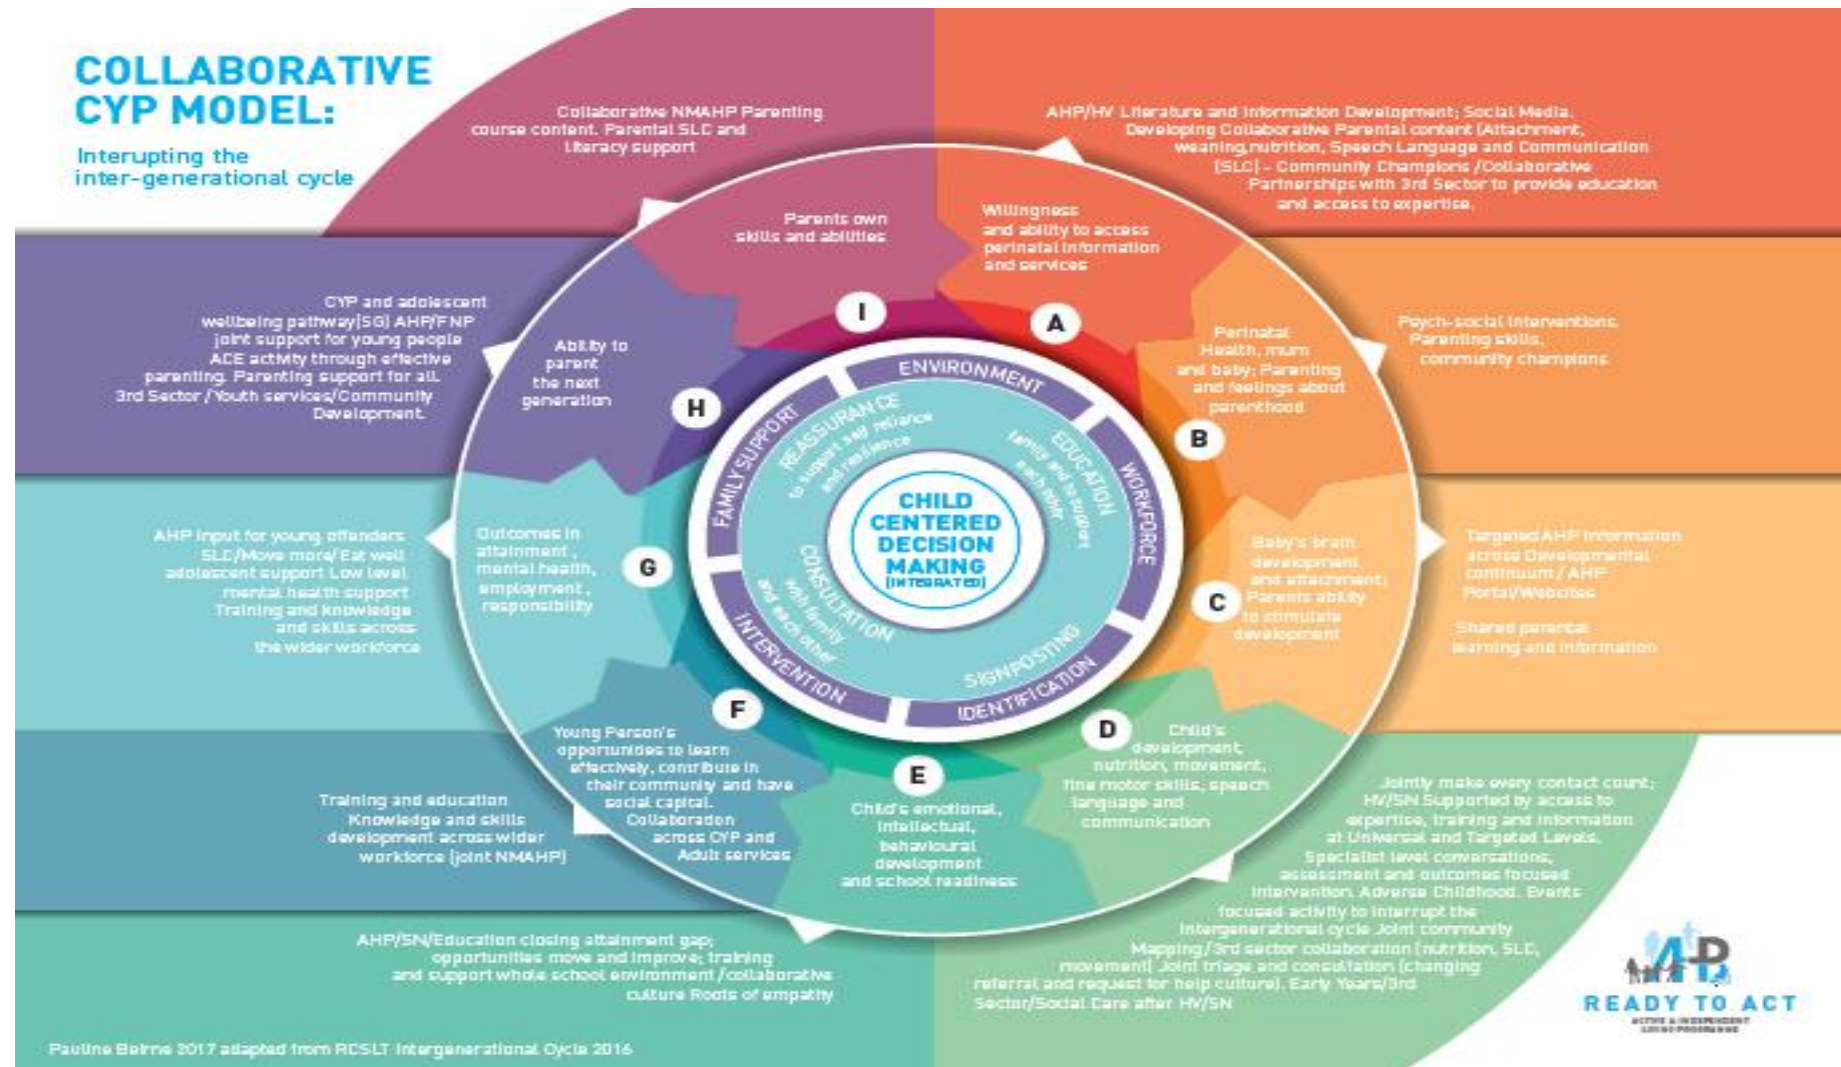 COLLABORATIVE
CYP MODEL:
Interupting the
inter-generational cycle
Collaborative NMAHP Parenting
course content. Parental SLC and
literacy support
AHP/HV Literature and Information Development; Social Media.
Developing Collaborative Parental content (Attachment,
weaning,nutrition, Speech Language and Communication
(SLC) - Community Champions /Collaborative
Partnerships with 3rd Sector to provide education
and access to expertise.
Parents own
skills and abilities
Willingness
and ability to access
perinatal information
and services
I
A
CYP and adolescent
wellbeing pathway(SG) AHP/FNP
joint support for young people
ACE activity through effective
parenting. Parenting support for all.
3rd Sector /Youth services/Community
Development.
Ability to
parent
the next
generation
H
Perinatal
Health, mum
and baby; Parenting
and feelings about
parenthood
B
Psych-social interventions.
Parenting skills,
community champions
ENVIRONMENT
FAMILY SUPPORT
WORKFORCE
REASSURANCE
to support self reliance
and resilience
EDUCATION
family and to support
each other
CHILD
CENTERED
DECISION
MAKING
(INTEGRATED)
CONSULTATION
with family
and each other
SIGNPOSTING
INTERVENTION
IDENTIFICATION
AHP Input for young offenders
SLC/Move more/Eat well
adolescent support Low level
mental health support
Training and knowledge
and skills across
the wider workforce
Outcomes in
attainment ,
mental health,
employment ,
responsibility
G
Baby's brain
development
and attachment;
Parents ability
to stimulate
development
C
Targeted AHP information
across Developmental
continuum / AHP
Portal/Websites
Shared parental
learning and information
Training and education
Knowledge and skills
development across wider
workforce (joint NMAHP)
F
Young Person's
opportunities to learn
effectively, contribute in
their community and have
social capital.
Collaboration
across CYP and
Adult services
E
Child's emotional,
intellectual,
behavioural
development
and school readiness
D
Child's
development,
nutrition, movement,
fine motor skills, speech
language and
communication
Jointly make every contact count;
HV/SN Supported by access to
expertise, training and information
at Universal and Targeted Levels.
Specialist level conversations,
assessment and outcomes focused
intervention. Adverse Childhood. Events
focused activity to interrupt the
Intergenerational cycle Joint community
Mapping/3rd sector collaboration (nutrition, SLC,
movement) Joint triage and consultation (changing
referral and request for help culture). Early Years/3rd
Sector/Social Care after HV/SN
AHP/SN/Education closing attainment gap;
opportunities move and improve; training
and support whole school environment /collaborative
culture Roots of empathy
AHP
READY TO ACT
ACTIVE & INDEPENDENT
LIVING PROGRAMME
Pauline Beirne 2017 adapted from RCSLT Intergenerational Cycle 2016